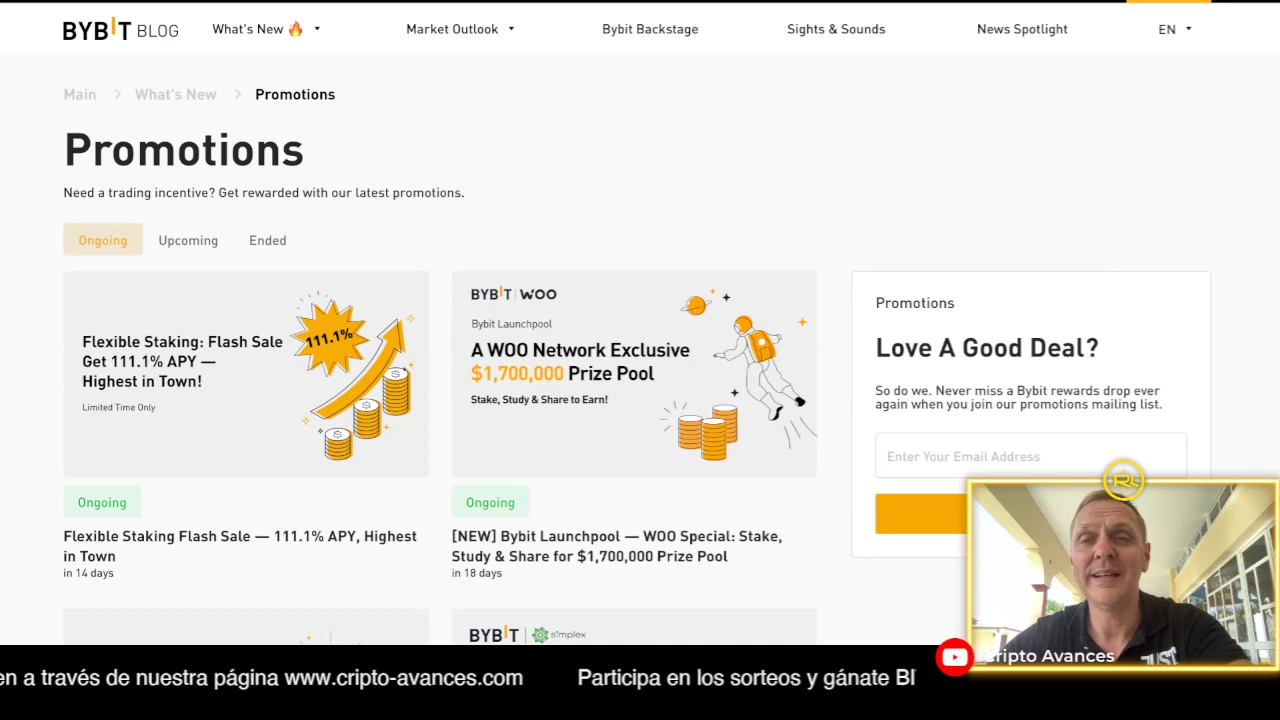 BYBIT BLOG
What's New 🔥
Market Outlook
Bybit Backstage
Sights & Sounds
News Spotlight
EN
Main
What's New
Promotions
Promotions
Need a trading incentive? Get rewarded with our latest promotions.
Ongoing
Upcoming
Ended
Flexible Staking: Flash Sale
Get 111.1% APY —
Highest in Town!
Limited Time Only
111.1%
Ongoing
Flexible Staking Flash Sale — 111.1% APY, Highest
in Town
in 14 days
BYBIT WOO
Bybit Launchpool
A WOO Network Exclusive
$1,700,000 Prize Pool
Stake, Study & Share to Earn!
Ongoing
[NEW] Bybit Launchpool — WOO Special: Stake,
Study & Share for $1,700,000 Prize Pool
in 18 days
BYBIT simplex
Promotions
Love A Good Deal?
So do we. Never miss a Bybit rewards drop ever
again when you join our promotions mailing list.
Enter Your Email Address
Cripto Avances
en a través de nuestra página www.cripto-avances.com
Participa en los sorteos y gánate